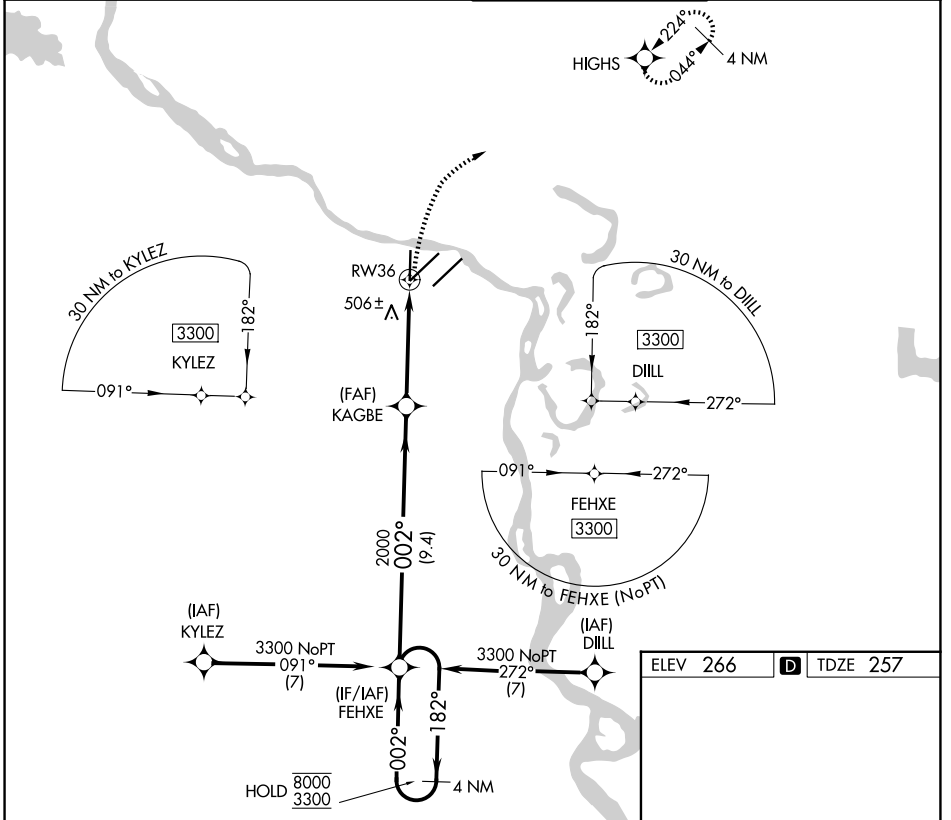 224°
HIGHS
044°
4 NM
RW36
506±
30 NM to KYLEZ
3300
KYLEZ
182°
091°
30 NM to DIILL
182°
3300
DIILL
272°
(FAF)
KAGBE
091°
272°
FEHXE
3300
30 NM to FEHXE (NoPT)
2000
002°
(9.4)
(IAF)
KYLEZ
3300 NoPT
091°
(7)
(IF/IAF)
FEHXE
3300 NoPT
272°
(7)
(IAF)
DIILL
002°
182°
HOLD 8000
3300
4 NM
ELEV 266 D TDZE 257